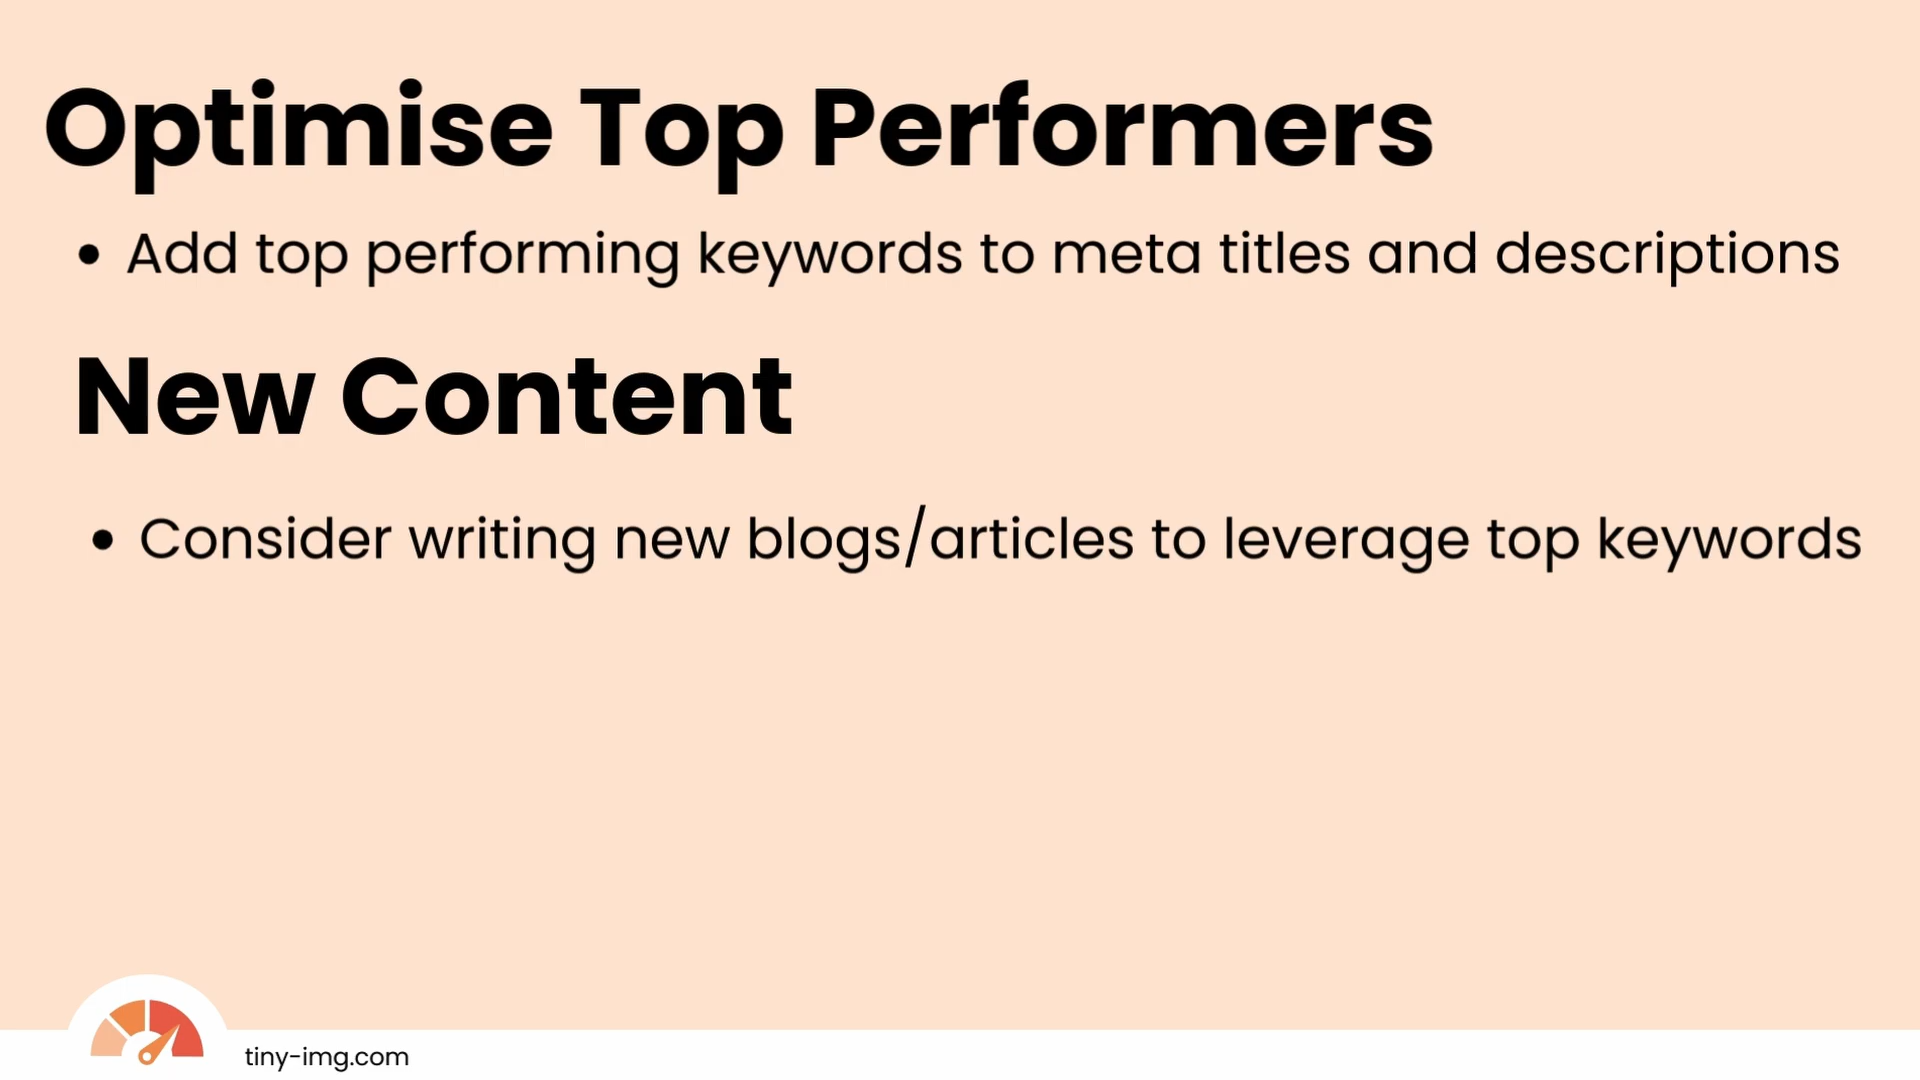 Optimise Top Performers
• Add top performing keywords to meta titles and descriptions
New Content
• Consider writing new blogs/articles to leverage top keywords
tiny-img.com